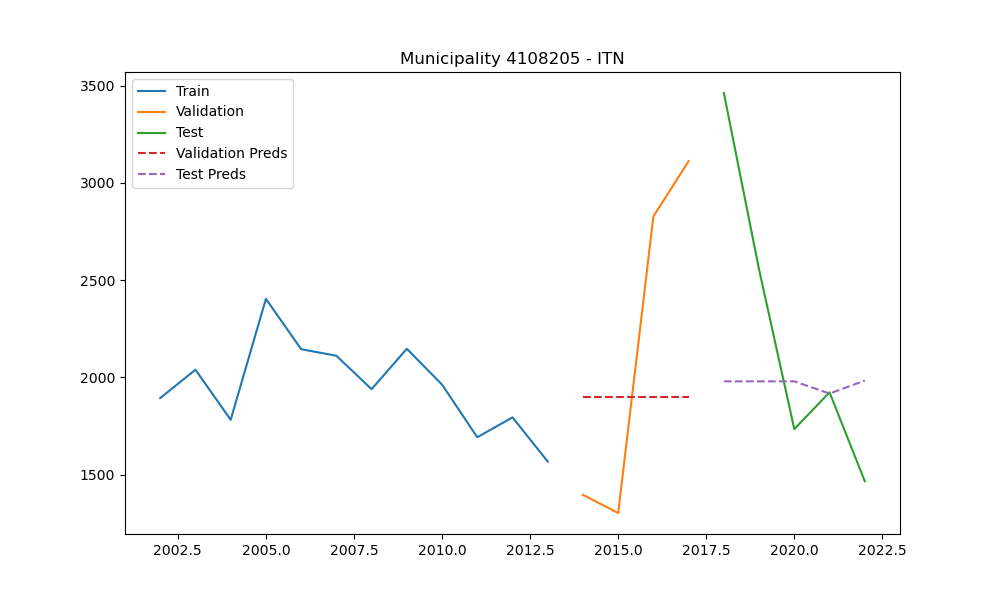 Municipality 4108205 - ITN
3500
3000
2500
2000
1500
Train
Validation
Test
Validation Preds
Test Preds
2002.5 2005.0 2007.5 2010.0 2012.5 2015.0 2017.5 2020.0 2022.5